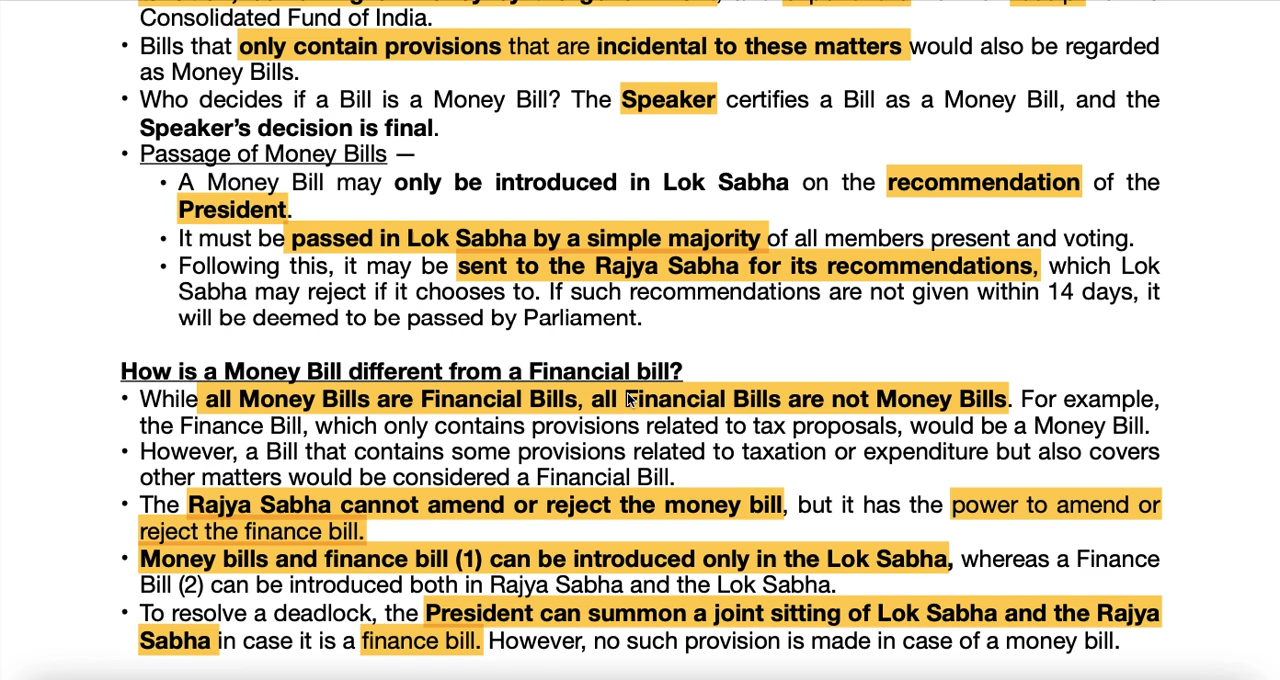 Consolidated Fund of India.
• Bills that only contain provisions that are incidental to these matters would also be regarded
as Money Bills.
• Who decides if a Bill is a Money Bill? The Speaker certifies a Bill as a Money Bill, and the
Speaker’s decision is final.
• Passage of Money Bills —
• A Money Bill may only be introduced in Lok Sabha on the recommendation of the
President.
• It must be passed in Lok Sabha by a simple majority of all members present and voting.
• Following this, it may be sent to the Rajya Sabha for its recommendations, which Lok
Sabha may reject if it chooses to. If such recommendations are not given within 14 days, it
will be deemed to be passed by Parliament.
How is a Money Bill different from a Financial bill?
• While all Money Bills are Financial Bills, all Financial Bills are not Money Bills. For example,
the Finance Bill, which only contains provisions related to tax proposals, would be a Money Bill.
• However, a Bill that contains some provisions related to taxation or expenditure but also covers
other matters would be considered a Financial Bill.
• The Rajya Sabha cannot amend or reject the money bill, but it has the power to amend or
reject the finance bill.
• Money bills and finance bill (1) can be introduced only in the Lok Sabha, whereas a Finance
Bill (2) can be introduced both in Rajya Sabha and the Lok Sabha.
• To resolve a deadlock, the President can summon a joint sitting of Lok Sabha and the Rajya
Sabha in case it is a finance bill. However, no such provision is made in case of a money bill.